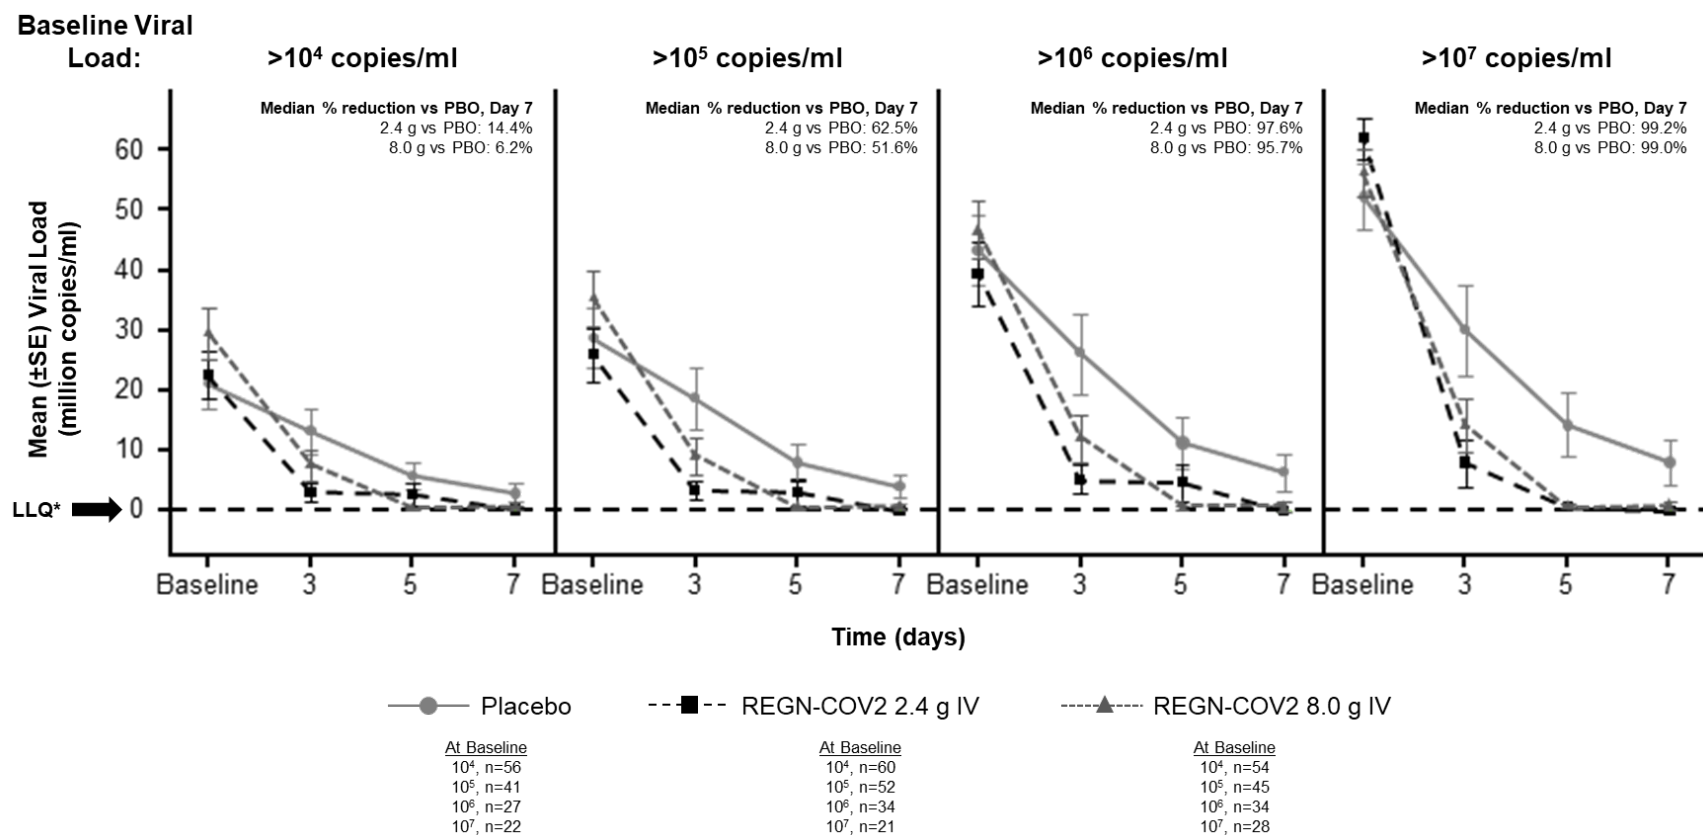 Baseline Viral
Load:
>10⁴ copies/ml
>10⁵ copies/ml
>10⁶ copies/ml
>10⁷ copies/ml
Median % reduction vs PBO, Day 7
2.4 g vs PBO: 14.4%
8.0 g vs PBO: 6.2%
Median % reduction vs PBO, Day 7
2.4 g vs PBO: 62.5%
8.0 g vs PBO: 51.6%
Median % reduction vs PBO, Day 7
2.4 g vs PBO: 97.6%
8.0 g vs PBO: 95.7%
Median % reduction vs PBO, Day 7
2.4 g vs PBO: 99.2%
8.0 g vs PBO: 99.0%
Mean (±SE) Viral Load
(million copies/ml)
60
50
40
30
20
10
0
LLQ*
Baseline 3 5 7
Baseline 3 5 7
Baseline 3 5 7
Baseline 3 5 7
Time (days)
Placebo
REGN-COV2 2.4 g IV
REGN-COV2 8.0 g IV
At Baseline
10⁴, n=56
10⁵, n=41
10⁶, n=27
10⁷, n=22
At Baseline
10⁴, n=60
10⁵, n=52
10⁶, n=34
10⁷, n=21
At Baseline
10⁴, n=54
10⁵, n=45
10⁶, n=34
10⁷, n=28